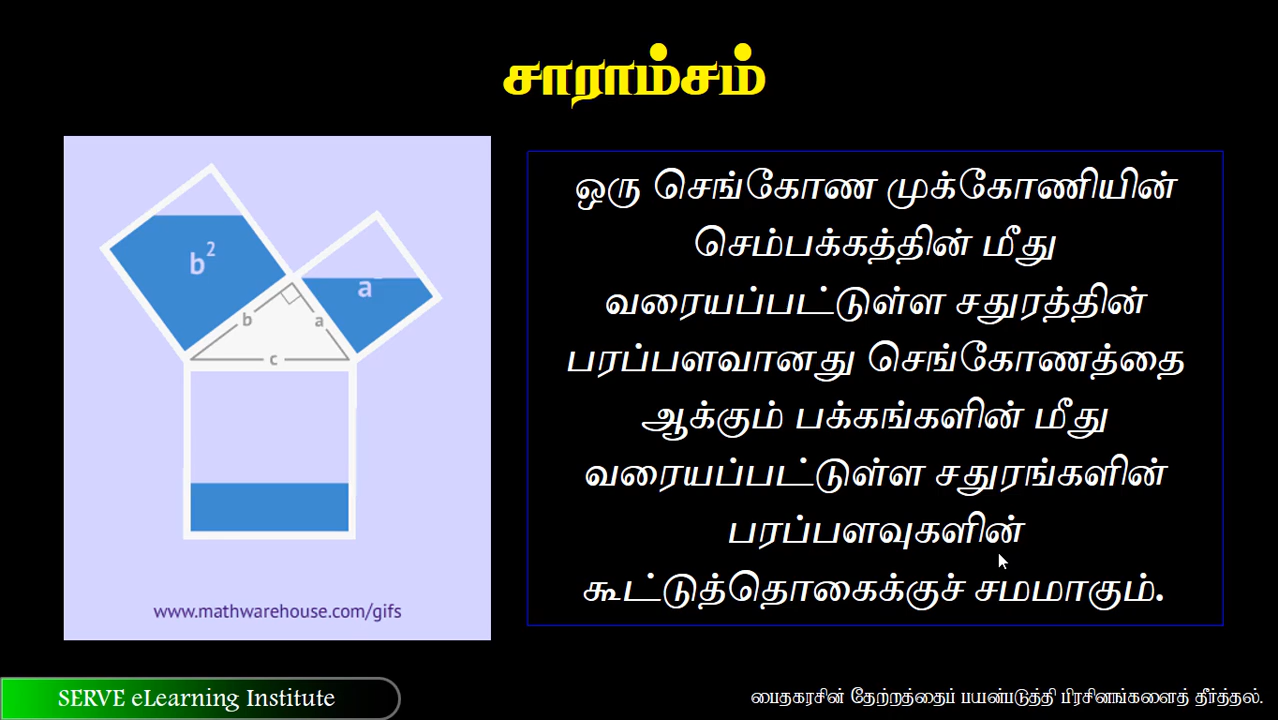 சாராம்சம்
b²
a
b
a
c
www.mathwarehouse.com/gifs
ஒரு செங்கோண முக்கோணியின்
செம்பக்கத்தின் மீது
வரையப்பட்டுள்ள சதுரத்தின்
பரப்பளவானது செங்கோணத்தை
ஆக்கும் பக்கங்களின் மீது
வரையப்பட்டுள்ள சதுரங்களின்
பரப்பளவுகளின்
கூட்டுத்தொகைக்குச் சமமாகும்.
SERVE eLearning Institute
பைதகரசின் தேற்றத்தைப் பயன்படுத்தி பிரசினங்களைத் தீர்த்தல்.